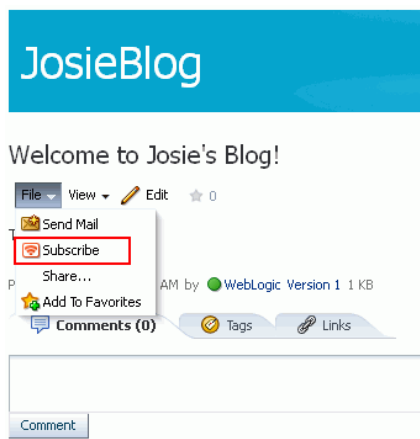 JosieBlog
Welcome to Josie's Blog!
File View Edit 0
Send Mail
T
Subscribe
Share...
P AM by WebLogic Version 1 1 KB
Add To Favorites
Comments (0) Tags Links
Comment